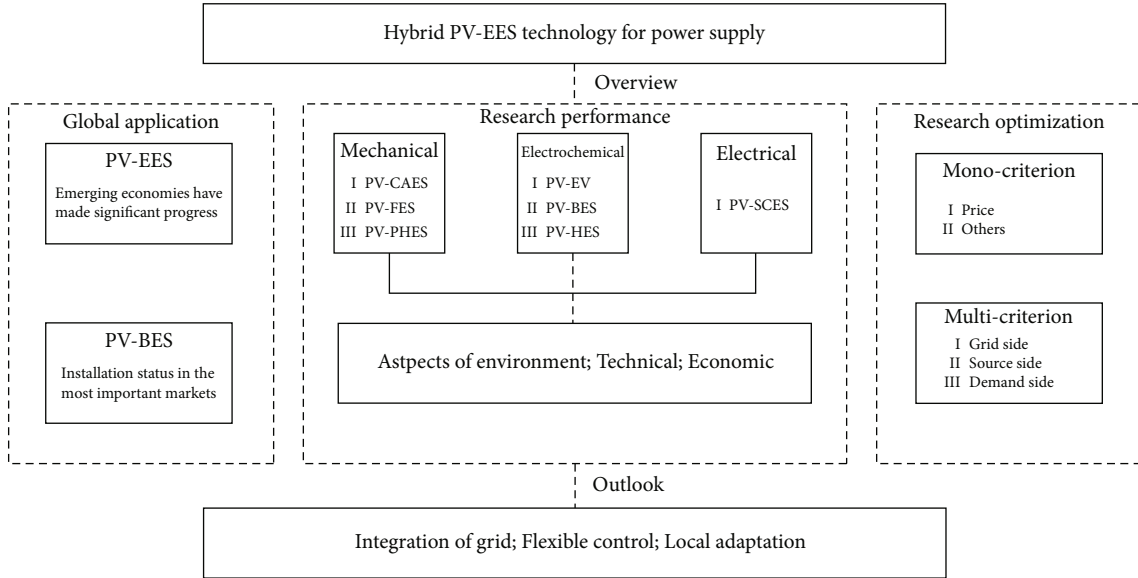 Hybrid PV-EES technology for power supply
Overview
Global application
PV-EES
Emerging economies have
made significant progress
PV-BES
Installation status in the
most important markets
Research performance
Mechanical
I PV-CAES
II PV-FES
III PV-PHES
Electrochemical
I PV-EV
II PV-BES
III PV-HES
Electrical
I PV-SCES
Astpects of environment; Technical; Economic
Research optimization
Mono-criterion
I Price
II Others
Multi-criterion
I Grid side
II Source side
III Demand side
Outlook
Integration of grid; Flexible control; Local adaptation